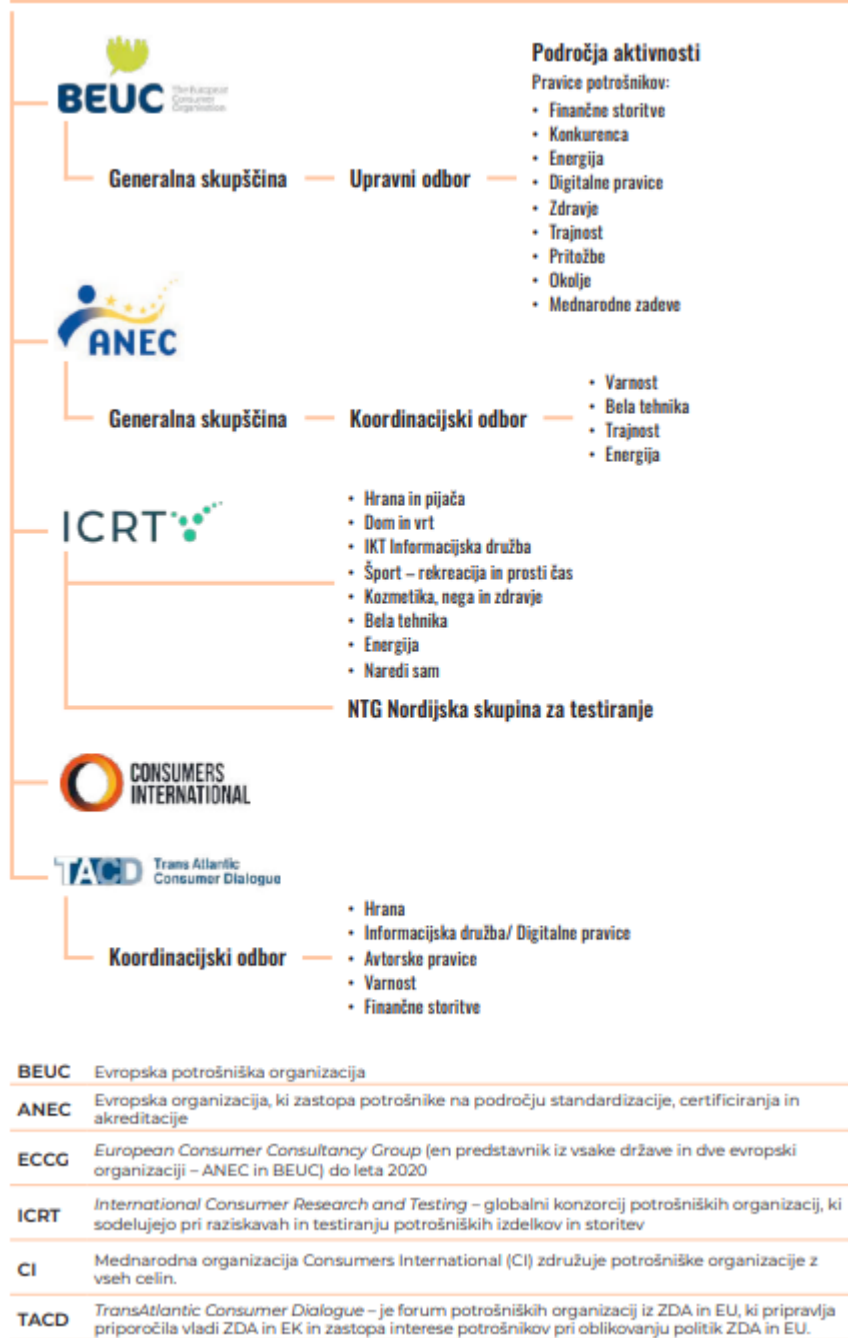 BEUC
The European
Consumer
Organisation
Generalna skupščina
Upravni odbor
Področja aktivnosti
Pravice potrošnikov:
• Finančne storitve
• Konkurenca
• Energija
• Digitalne pravice
• Zdravje
• Trajnost
• Pritožbe
• Okolje
• Mednarodne zadeve
ANEC
Generalna skupščina
Koordinacijski odbor
• Varnost
• Bela tehnika
• Trajnost
• Energija
ICRT
• Hrana in pijača
• Dom in vrt
• IKT Informacijska družba
• Šport – rekreacija in prosti čas
• Kozmetika, nega in zdravje
• Bela tehnika
• Energija
• Naredi sam
NTG Nordijska skupina za testiranje
CONSUMERS
INTERNATIONAL
TACD
Trans Atlantic
Consumer Dialogue
Koordinacijski odbor
• Hrana
• Informacijska družba/ Digitalne pravice
• Avtorske pravice
• Varnost
• Finančne storitve
BEUC Evropska potrošniška organizacija
ANEC Evropska organizacija, ki zastopa potrošnike na področju standardizacije, certificiranja in
akreditacije
ECCG European Consumer Consultancy Group (en predstavnik iz vsake države in dve evropski
organizaciji – ANEC in BEUC) do leta 2020
ICRT International Consumer Research and Testing – globalni konzorcij potrošniških organizacij, ki
sodelujejo pri raziskavah in testiranju potrošniških izdelkov in storitev
CI Mednarodna organizacija Consumers International (CI) združuje potrošniške organizacije z
vseh celin.
TACD TransAtlantic Consumer Dialogue – je forum potrošniških organizacij iz ZDA in EU, ki pripravlja
priporočila vladi ZDA in EK in zastopa interese potrošnikov pri oblikovanju politik ZDA in EU.